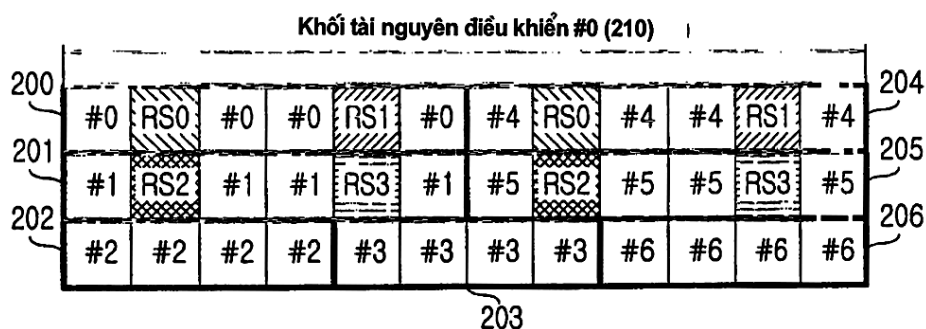 Khối tài nguyên điều khiển #0 (210)
200 204
#0 RS0 #0 #0 RS1 #0 #4 RS0 #4 #4 RS1 #4
201 205
#1 RS2 #1 #1 RS3 #1 #5 RS2 #5 #5 RS3 #5
202 206
#2 #2 #2 #2 #3 #3 #3 #3 #6 #6 #6 #6
203